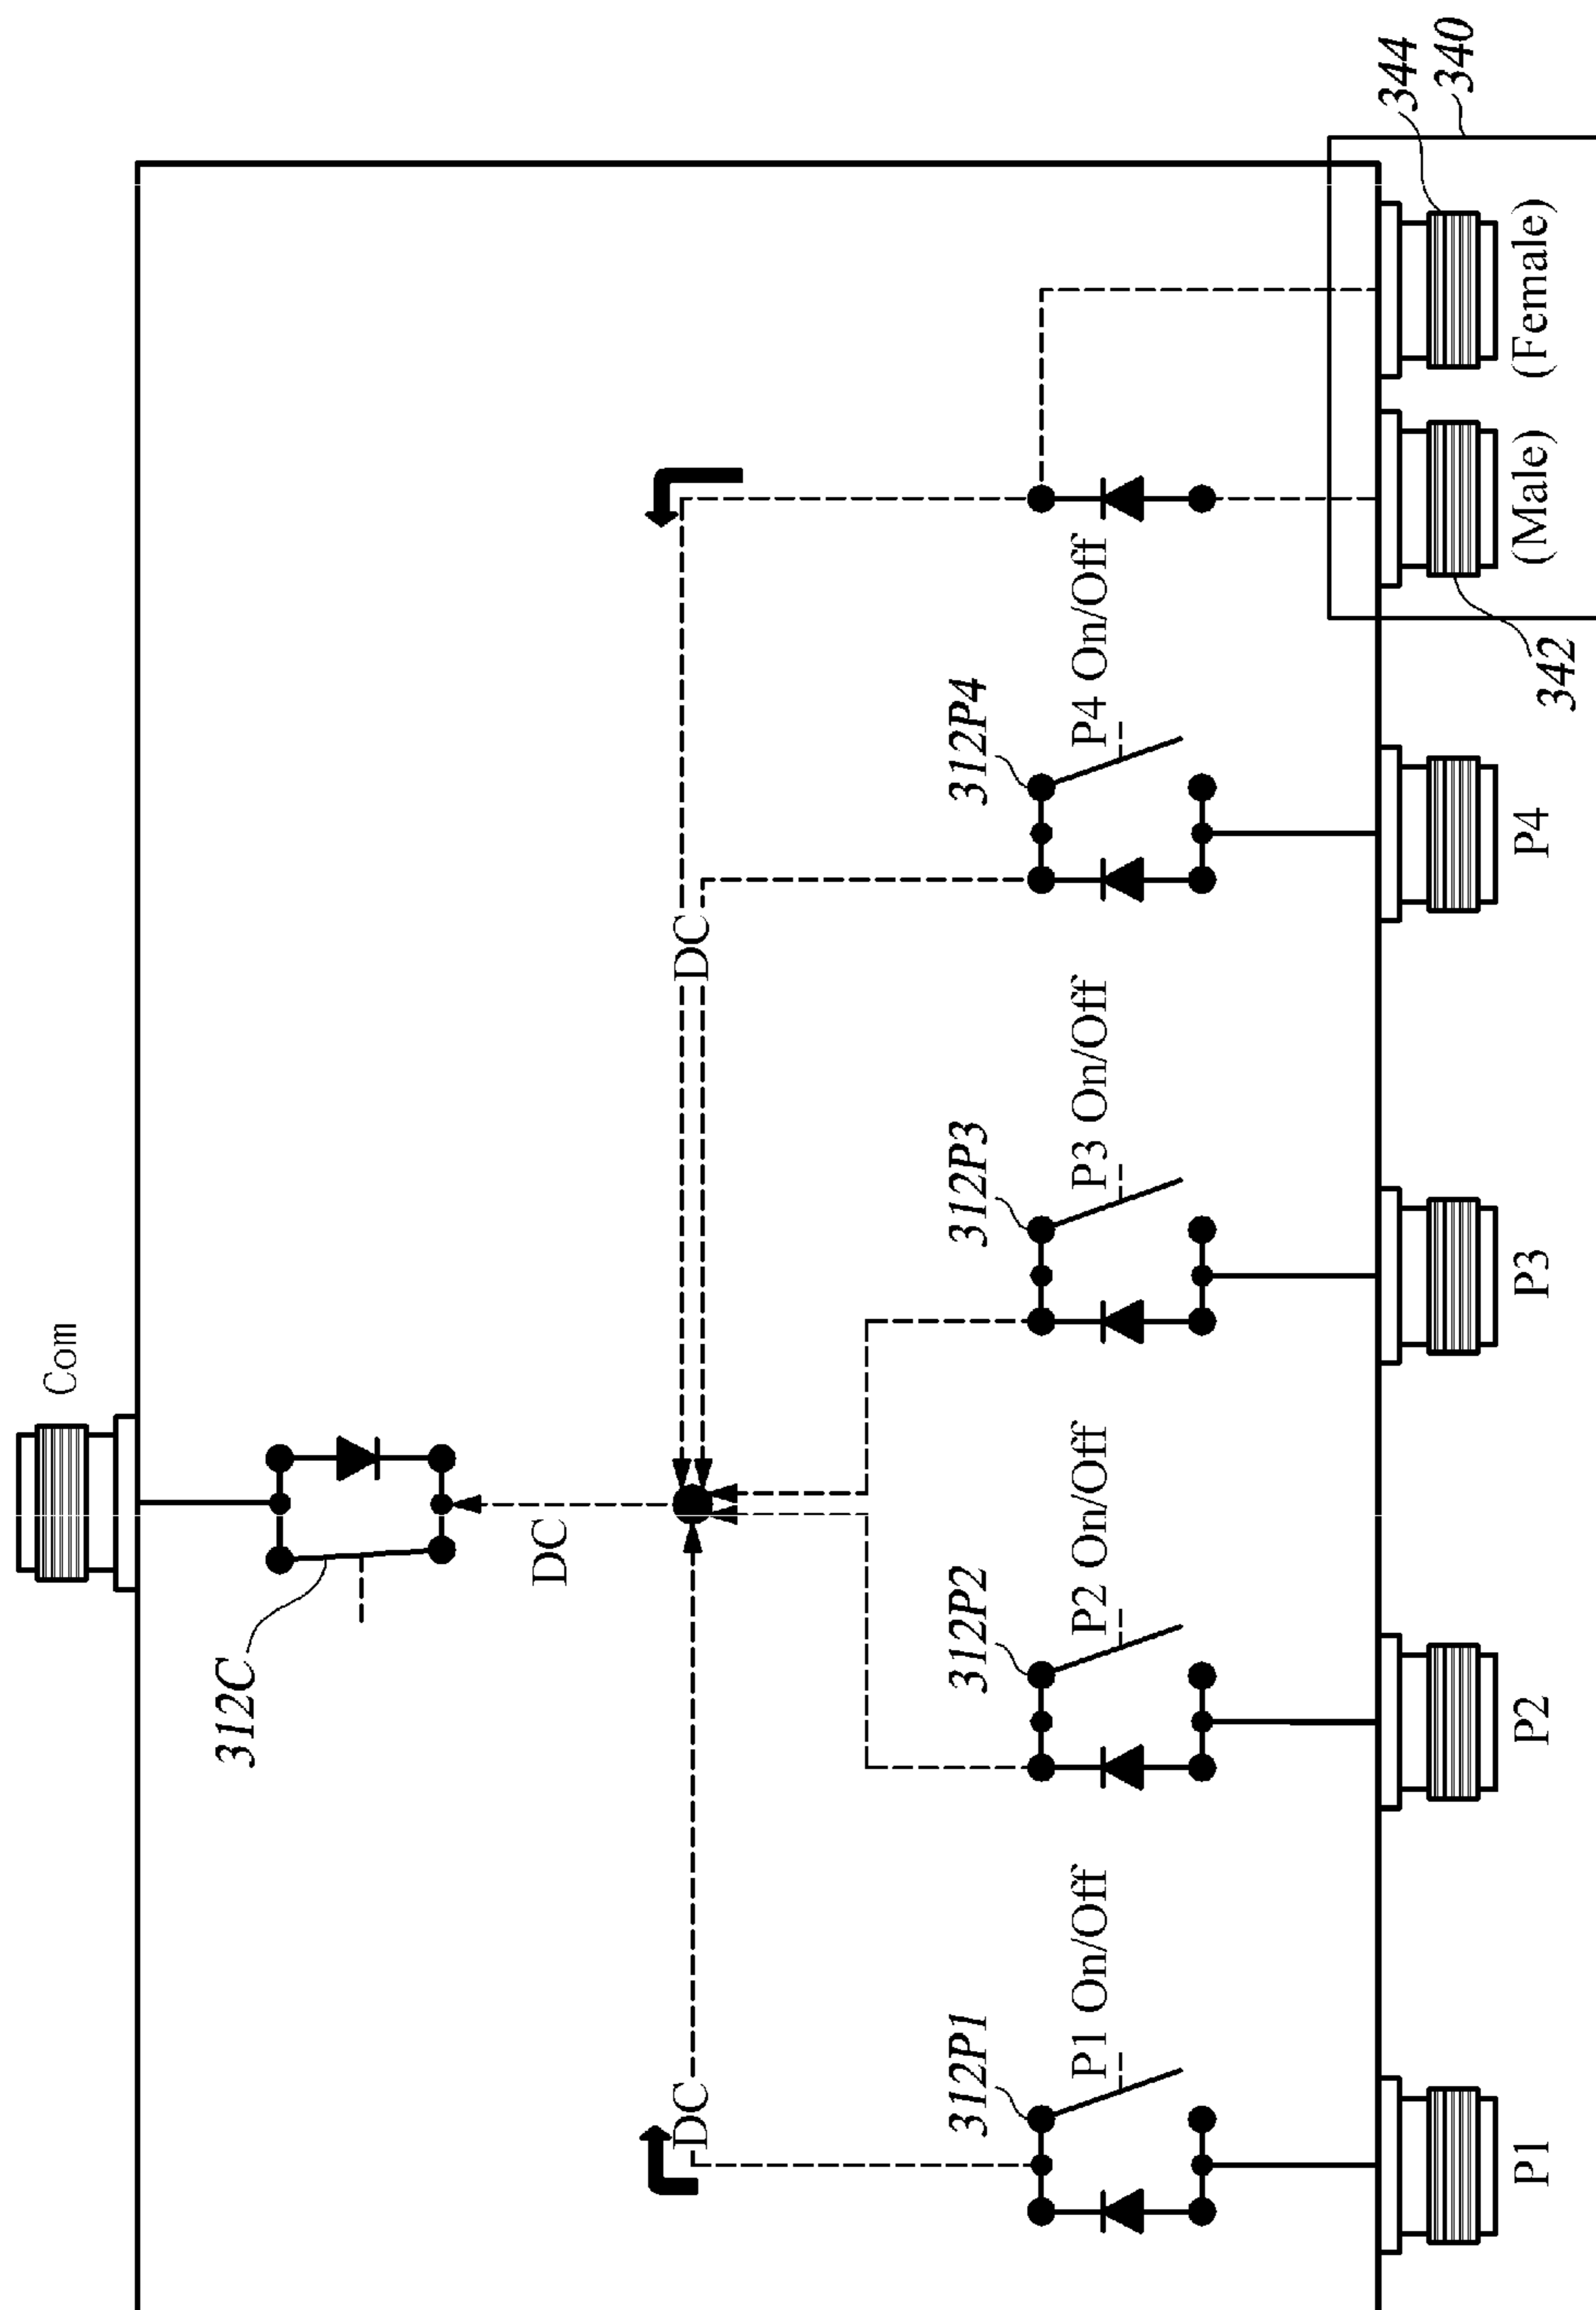 Com
312C
DC
DC
DC
312P1
P1 On/Off
312P2
P2 On/Off
312P3
P3 On/Off
312P4
P4 On/Off
P1
P2
P3
P4
342
(Male)
(Female)
344
340